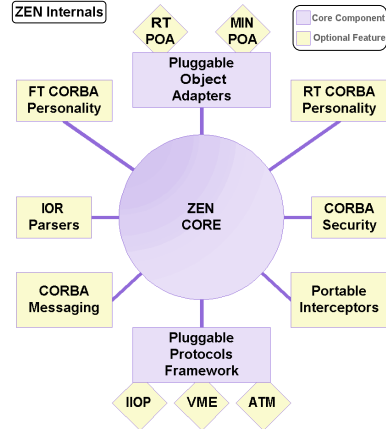 ZEN Internals
RT
POA
MIN
POA
Core Component
Optional Feature
Pluggable
Object
Adapters
FT CORBA
Personality
RT CORBA
Personality
IOR
Parsers
ZEN
CORE
CORBA
Security
CORBA
Messaging
Portable
Interceptors
Pluggable
Protocols
Framework
IIOP
VME
ATM